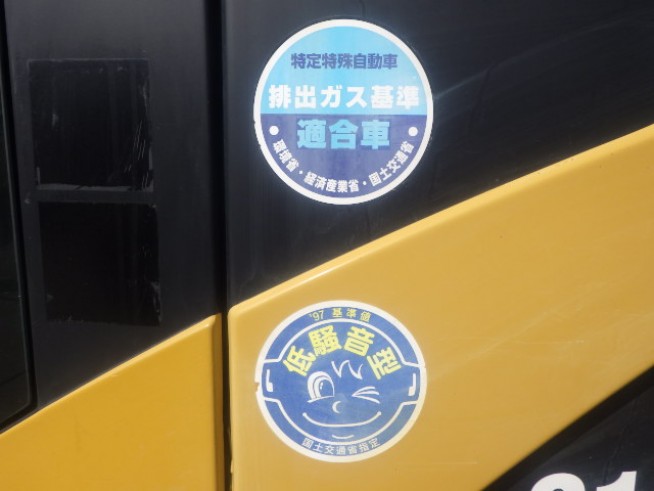 特定特殊自動車
排出ガス基準
適合車
・環境省・経済産業省・国土交通省・
'97 基準値
低騒音型
国土交通省指定